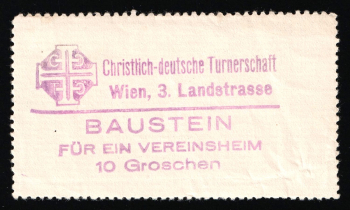 Christlich-deutsche Turnerschaft
Wien, 3. Landstrasse
BAUSTEIN
FÜR EIN VEREINSHEIM
10 Groschen